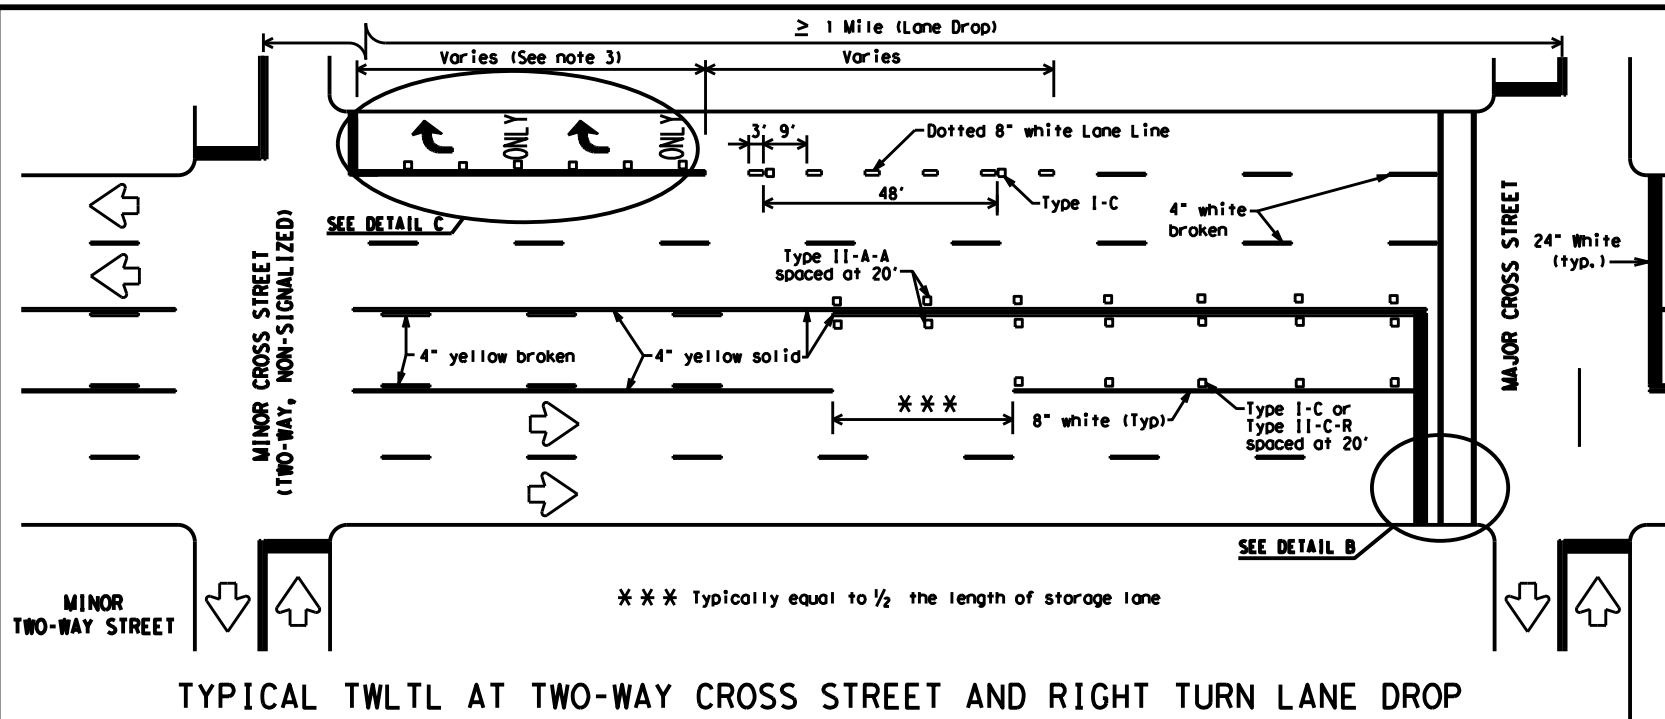 ≥ 1 Mile (Lane Drop)
Varies (See note 3)
Varies
ONLY
ONLY
3' 9'
Dotted 8" white Lane Line
48'
Type I-C
SEE DETAIL C
4" white
broken
24" White
(typ.)
MINOR CROSS STREET
(TWO-WAY, NON-SIGNALIZED)
MAJOR CROSS STREET
Type II-A-A
spaced at 20'
4" yellow broken
4" yellow solid
***
8" white (Typ)
Type I-C or
Type II-C-R
spaced at 20'
SEE DETAIL B
MINOR
TWO-WAY STREET
*** Typically equal to ½ the length of storage lane
TYPICAL TWLTL AT TWO-WAY CROSS STREET AND RIGHT TURN LANE DROP